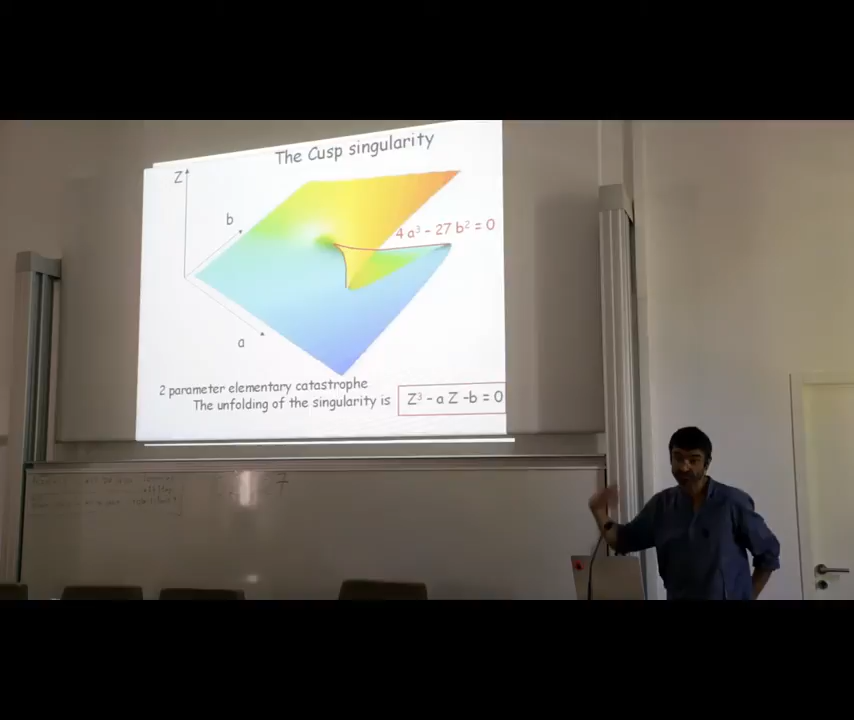 The Cusp singularity
Z
b
4 a³ - 27 b² = 0
a
2 parameter elementary catastrophe
The unfolding of the singularity is
Z³ - a Z -b = 0